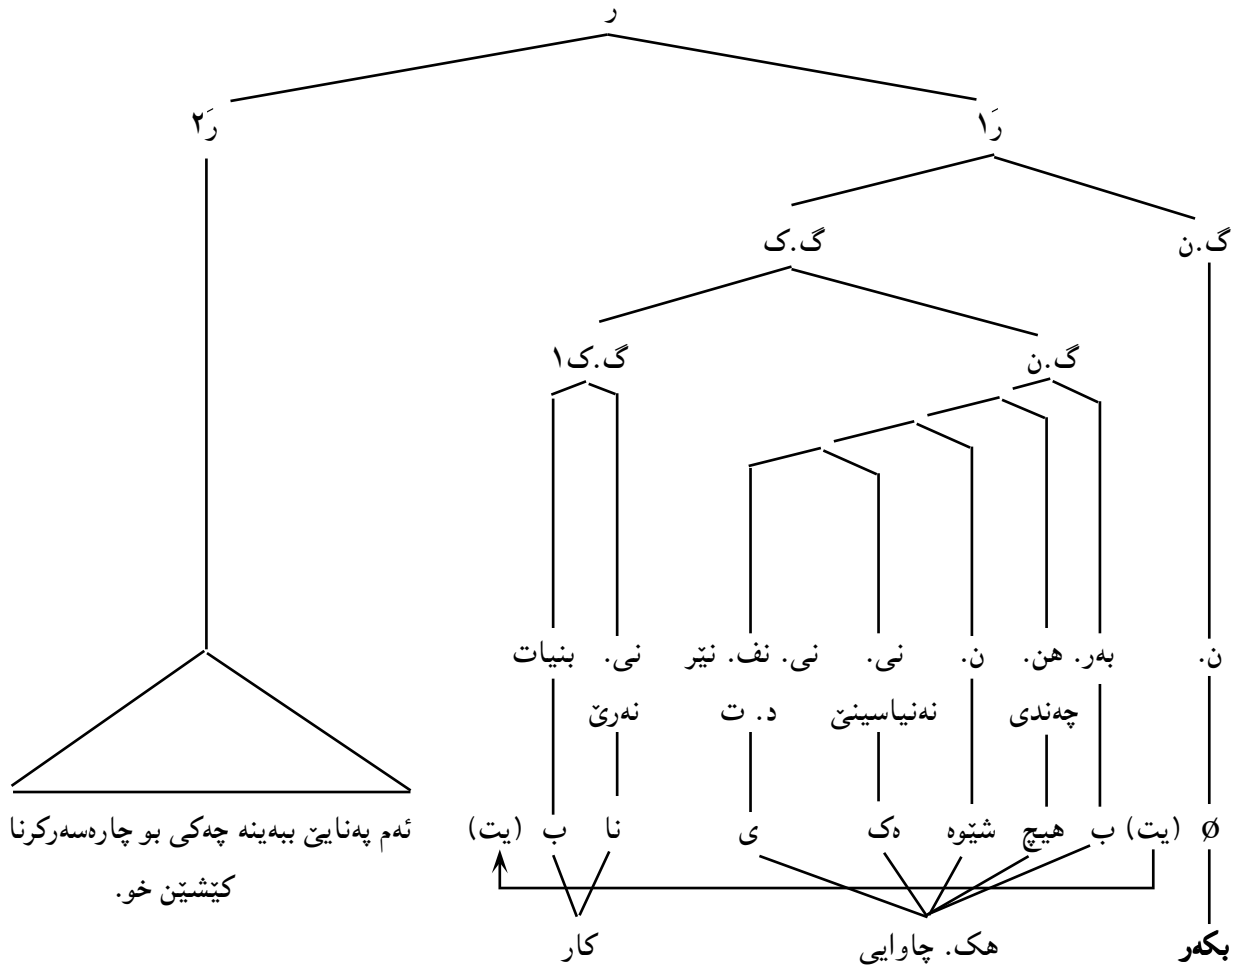 ر
رَ١ رَ٢
گ.ن گ.ک
گ.ن گ.ک١
ن. بەر. هن. ن. نی. نی. نف. نێر نی. بنیات
چەندی نەنیاسینێ د. ت نەرێ
Ø (یت) ب هیچ شێوە ەک ی نا ب (یت)
ئەم پەنایێ ببەینە چەکی بو چارەسەرکرنا
کێشێن خو.
بکەر هک. چاوایی کار